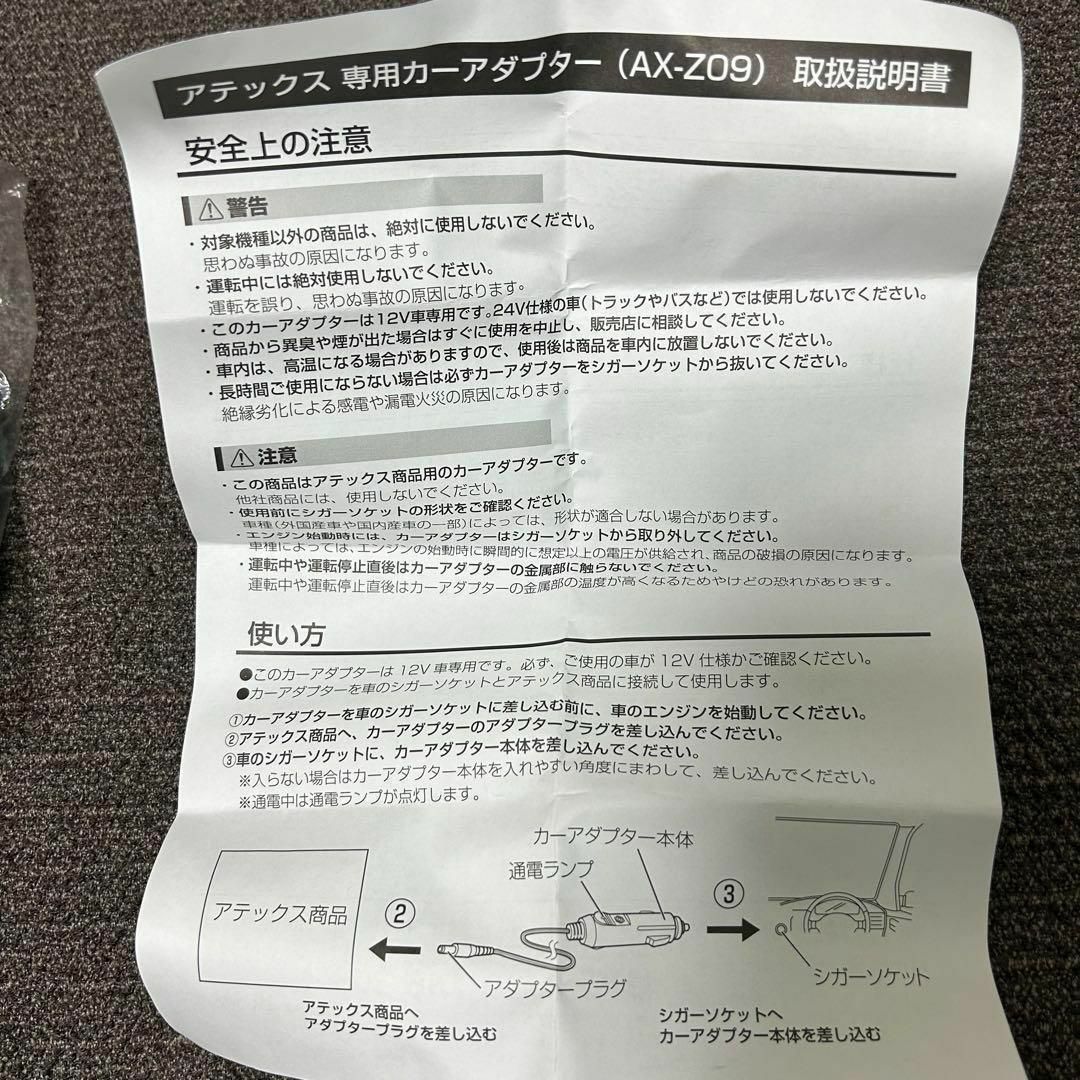 アテックス 専用カーアダプター（AX-Z09） 取扱説明書
安全上の注意
警告
・対象機種以外の商品は、絶対に使用しないでください。
思わぬ事故の原因になります。
・運転中には絶対使用しないでください。
運転を誤り、思わぬ事故の原因になります。
・このカーアダプターは12V車専用です。24V仕様の車（トラックやバスなど）では使用しないでください。
・商品から異臭や煙が出た場合はすぐに使用を中止し、販売店に相談してください。
・車内は、高温になる場合がありますので、使用後は商品を車内に放置しないでください。
・長時間ご使用にならない場合は必ずカーアダプターをシガーソケットから抜いてください。
絶縁劣化による感電や漏電火災の原因になります。
注意
・この商品はアテックス商品用のカーアダプターです。
他社商品には、使用しないでください。
・使用前にシガーソケットの形状をご確認ください。
車種（外国産車や国内産車の一部）によっては、形状が適合しない場合があります。
・エンジン始動時には、カーアダプターはシガーソケットから取り外してください。
車種によっては、エンジンの始動時に瞬間的に想定以上の電圧が供給され、商品の破損の原因になります。
・運転中や運転停止直後はカーアダプターの金属部に触らないでください。
運転中や運転停止直後はカーアダプターの金属部の温度が高くなるためやけどの恐れがあります。
使い方
●このカーアダプターは 12V 車専用です。必ず、ご使用の車が 12V 仕様かご確認ください。
●カーアダプターを車のシガーソケットとアテックス商品に接続して使用します。
①カーアダプターを車のシガーソケットに差し込む前に、車のエンジンを始動してください。
②アテックス商品へ、カーアダプターのアダプタープラグを差し込んでください。
③車のシガーソケットに、カーアダプター本体を差し込んでください。
※入らない場合はカーアダプター本体を入れやすい角度にまわして、差し込んでください。
※通電中は通電ランプが点灯します。
カーアダプター本体
通電ランプ
アテックス商品
②
③
アダプタープラグ
シガーソケット
アテックス商品へ
アダプタープラグを差し込む
シガーソケットへ
カーアダプター本体を差し込む